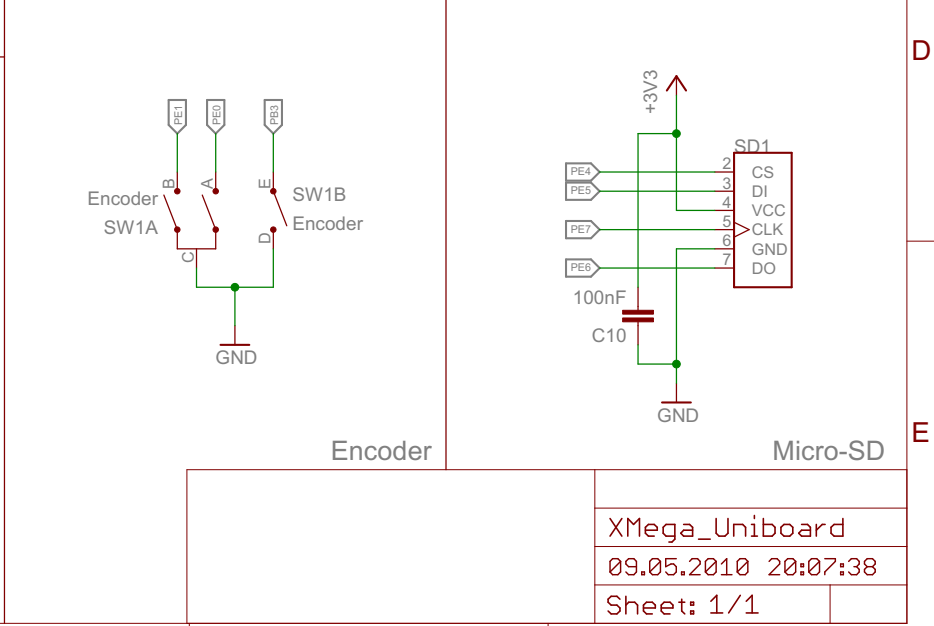 D
PE1
PE0
PB3
B
A
E
Encoder
SW1A
SW1B
Encoder
C
D
GND
Encoder
+3V3
SD1
PE4
2
CS
PE5
3
DI
4
VCC
PE7
5
CLK
6
GND
PE6
7
DO
100nF
C10
GND
E
Micro-SD
XMega_Uniboard
09.05.2010 20:07:38
Sheet: 1/1